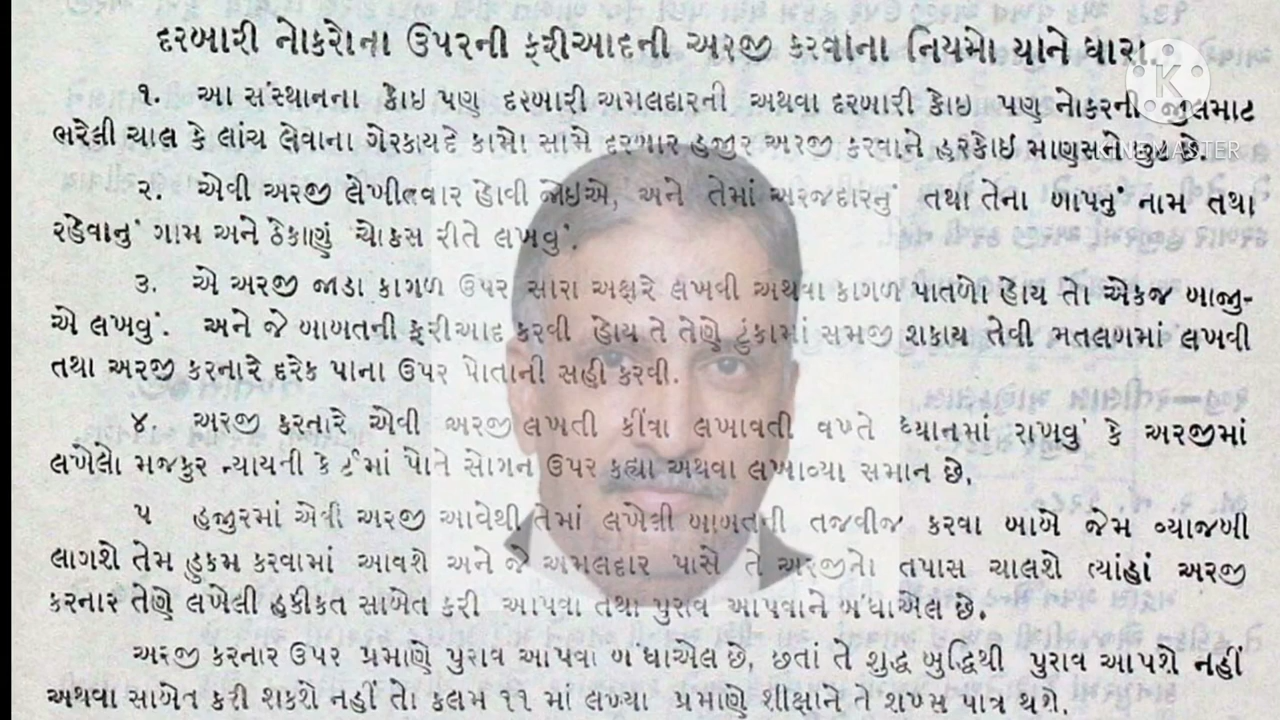 દરબારી નોકરોના ઉપરની ફરીઆદની અરજી કરવાના નિયમો યાને ધારા.
૧. આ સંસ્થાનના કોઇ પણ દરબારી અમલદારની અથવા દરબારી કોઇ પણ નોકરની જીુલમાટ
ભરેલી ચાલ કે લાંચ લેવાના ગેરકાયદે કામો સામે દરબાર હજીુર અરજી કરવાને હરકોઇ માણસને છુટ છે.
KINEMASTER
૨. એવી અરજી લેખીતવાર હોવી જોઇએ, અને તેમાં અરજદારનું તથા તેના બાપનું નામ તથા
રહેવાનું ગામ અને ઠેકાણું ચોકસ રીતે લખવું.
૩. એ અરજી જાડા કાગળ ઉપર સારા અક્ષરે લખવી અથવા કાગળ પાતળો હોય તો એકજ બાજીુ-
એ લખવું. અને જે બાબતની ફરીઆદ કરવી હોય તે તેણે ટુંકામાં સમજી શકાય તેવી મતલબમાં લખવી
તથા અરજી કરનારે દરેક પાના ઉપર પોતાની સહી કરવી.
૪. અરજી કરનારે એવી અરજી લખતી કીંવા લખાવતી વખ્તે ધ્યાનમાં રાખવું કે અરજીમાં
લખેલો મજકુર ન્યાયની કોર્ટમાં પોતે સોગન ઉપર કહ્યા અથવા લખાવ્યા સમાન છે.
૫ હજીુરમાં એવી અરજી આવેથી તેમાં લખેલી બાબતની તજવીજ કરવા બાબે જેમ વ્યાજબી
લાગશે તેમ હુકમ કરવામાં આવશે અને જે અમલદાર પાસે તે અરજીનો તપાસ ચાલશે ત્યાંહાં અરજી
કરનાર તેણે લખેલી હકીકત સાબેત કરી આપવા તથા પુરાવ આપવાને બંધાએલ છે.
અરજી કરનાર ઉપર પ્રમાણે પુરાવ આપવા બંધાએલ છે, છતાં તે શુદ્ધ બુદ્ધિથી પુરાવ આપશે નહીં
અથવા સાબેત કરી શકશે નહીં તો કલમ ૧૧ માં લખ્યા પ્રમાણે શીક્ષાને તે શખ્સ પાત્ર થશે.